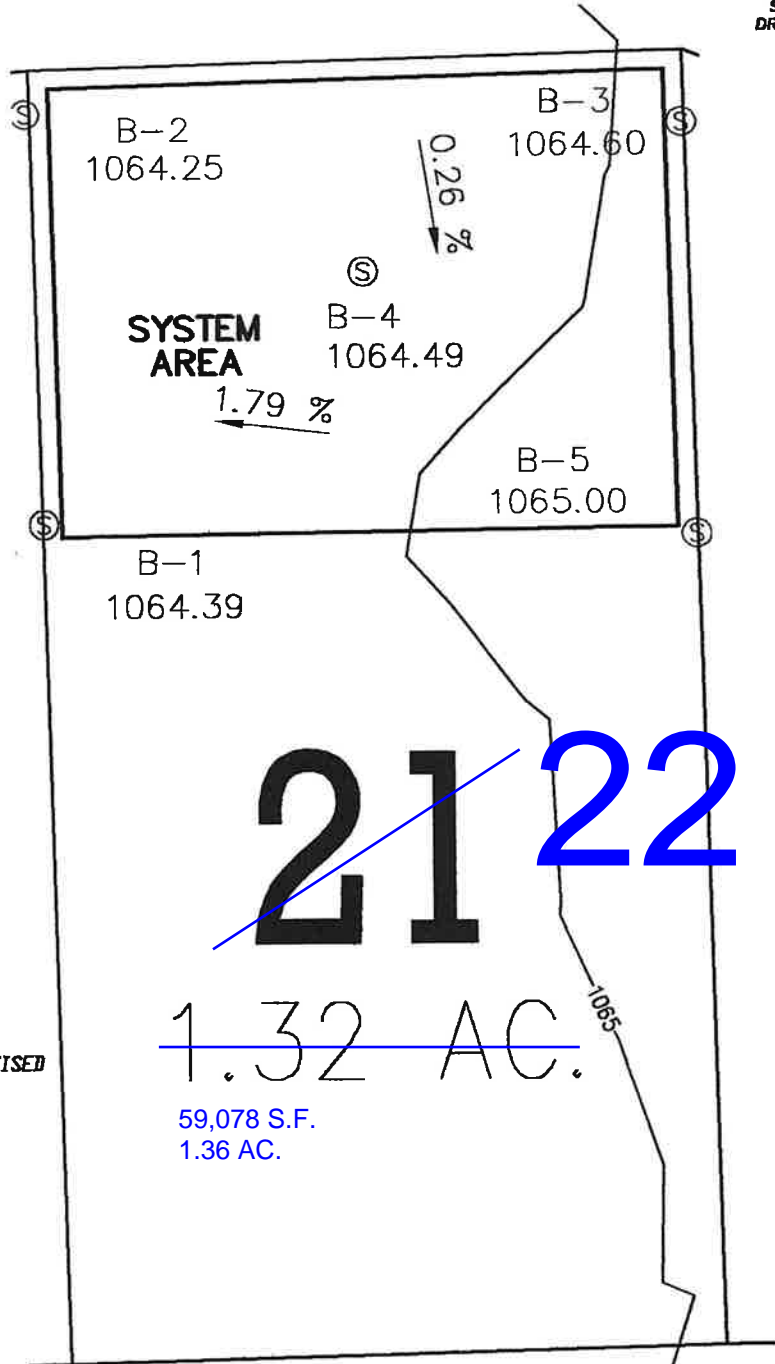 S
DR
B-2
1064.25
B-3
1064.60
0.26 %
S
S
S
B-4
1064.49
SYSTEM
AREA
1.79 %
B-5
1065.00
S
S
B-1
1064.39
21
22
1.32 AC.
1065
ISED
59,078 S.F.
1.36 AC.